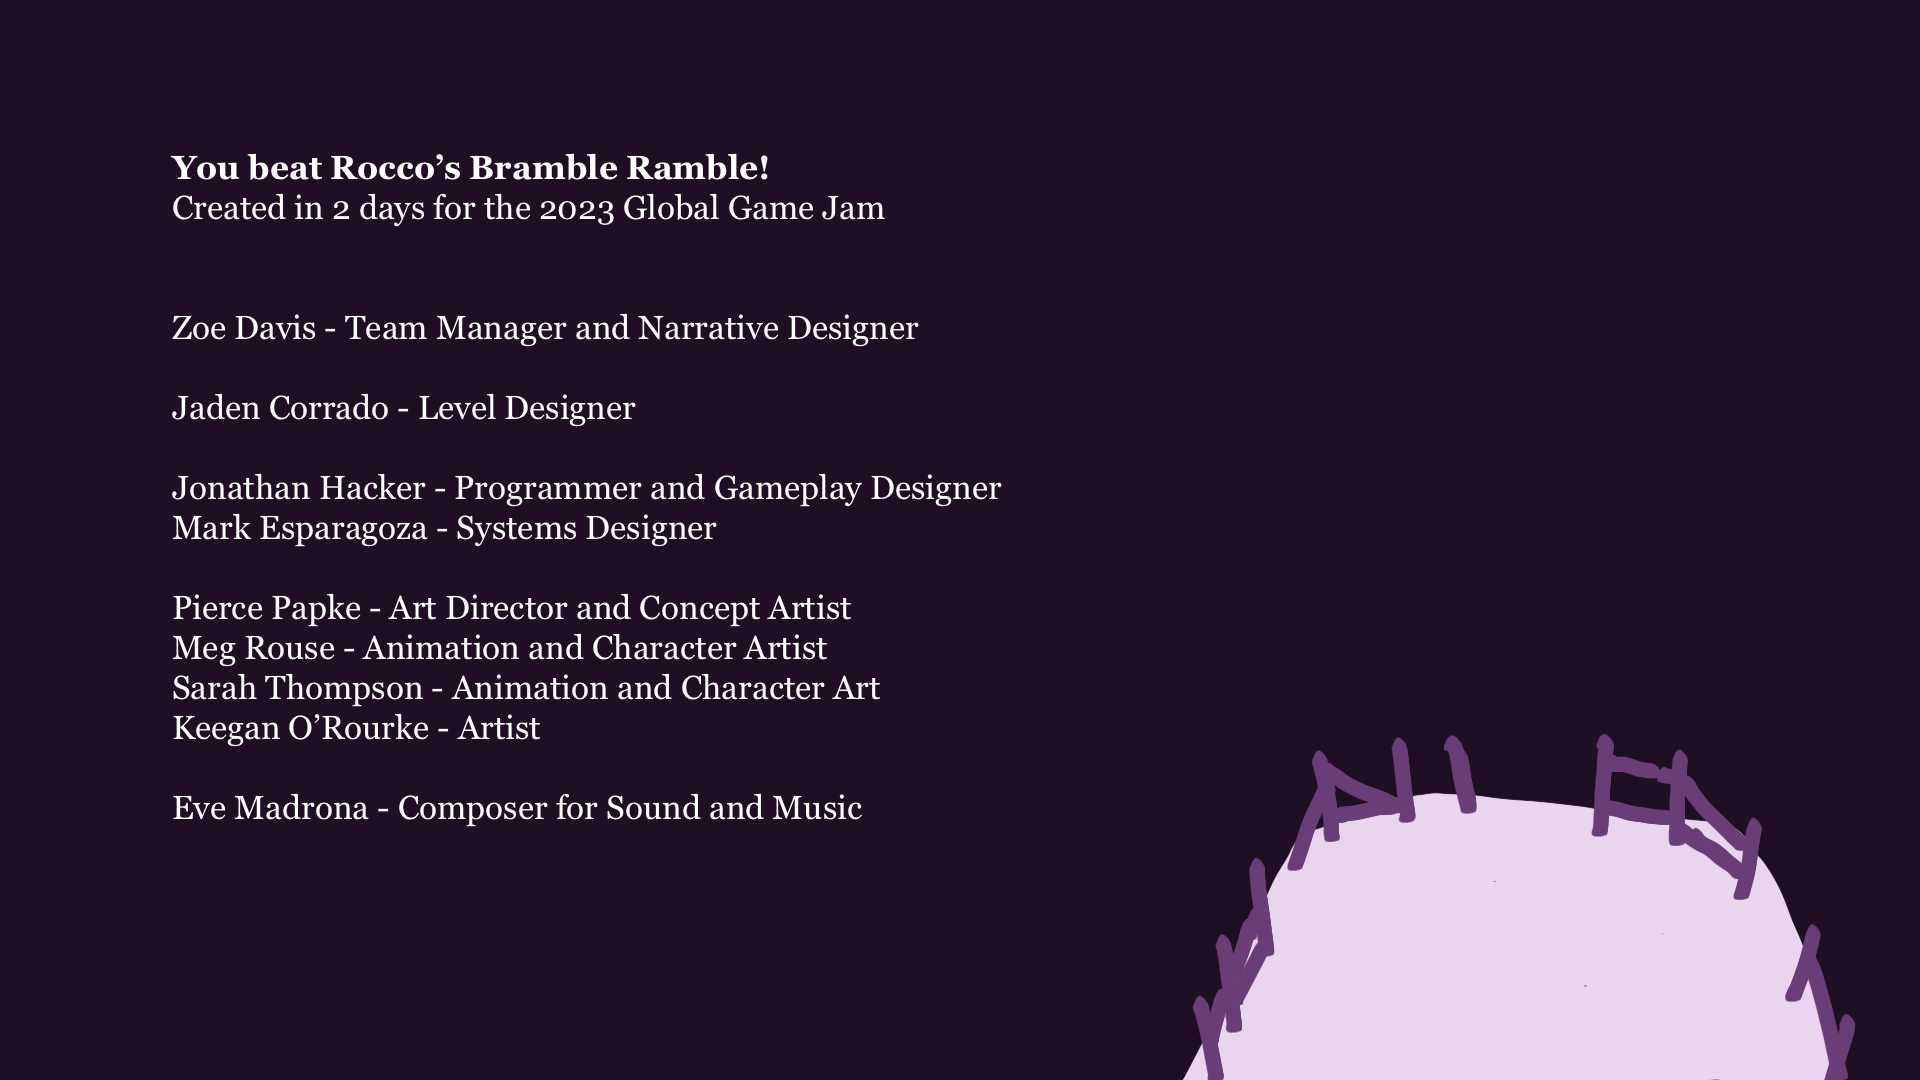 You beat Rocco’s Bramble Ramble!
Created in 2 days for the 2023 Global Game Jam
Zoe Davis - Team Manager and Narrative Designer
Jaden Corrado - Level Designer
Jonathan Hacker - Programmer and Gameplay Designer
Mark Esparagoza - Systems Designer
Pierce Papke - Art Director and Concept Artist
Meg Rouse - Animation and Character Artist
Sarah Thompson - Animation and Character Art
Keegan O’Rourke - Artist
Eve Madrona - Composer for Sound and Music